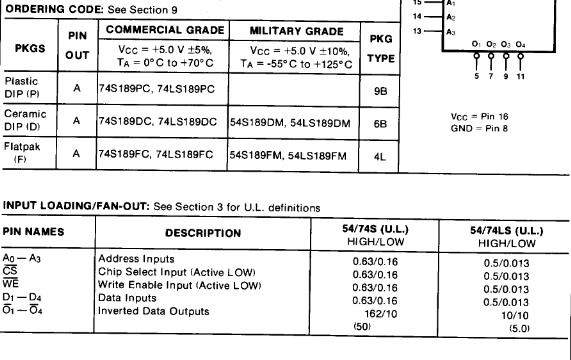 ORDERING CODE: See Section 9
PKGS PIN OUT COMMERCIAL GRADE MILITARY GRADE PKG TYPE
VCC = +5.0 V ±5%, TA = 0°C to +70°C VCC = +5.0 V ±10%, TA = -55°C to +125°C
Plastic DIP (P) A 74S189PC, 74LS189PC 9B
Ceramic DIP (D) A 74S189DC, 74LS189DC 54S189DM, 54LS189DM 6B
Flatpak (F) A 74S189FC, 74LS189FC 54S189FM, 54LS189FM 4L
15 A1
14 A2
13 A3
O1 O2 O3 O4
5 7 9 11
VCC = Pin 16
GND = Pin 8
INPUT LOADING/FAN-OUT: See Section 3 for U.L. definitions
PIN NAMES DESCRIPTION 54/74S (U.L.) HIGH/LOW 54/74LS (U.L.) HIGH/LOW
A0 — A3 Address Inputs 0.63/0.16 0.5/0.013
C̅S̅ Chip Select Input (Active LOW) 0.63/0.16 0.5/0.013
W̅E̅ Write Enable Input (Active LOW) 0.63/0.16 0.5/0.013
D1 — D4 Data Inputs 0.63/0.16 0.5/0.013
O̅1 — O̅4 Inverted Data Outputs 162/10 10/10
(50) (5.0)